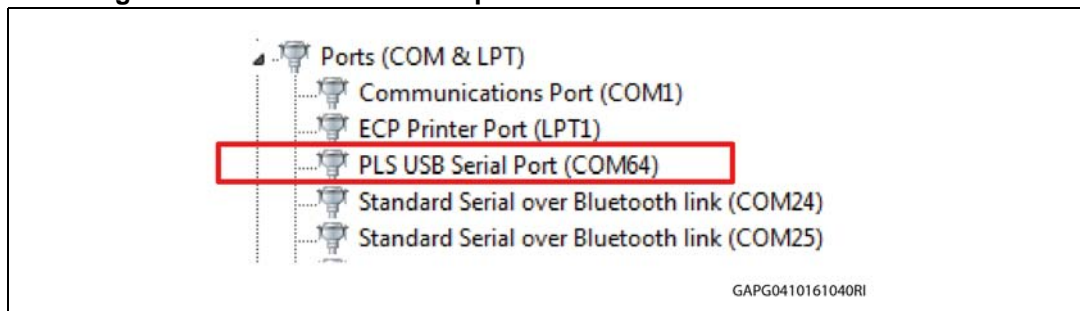 Ports (COM & LPT)
Communications Port (COM1)
ECP Printer Port (LPT1)
PLS USB Serial Port (COM64)
Standard Serial over Bluetooth link (COM24)
Standard Serial over Bluetooth link (COM25)
GAPG0410161040RI